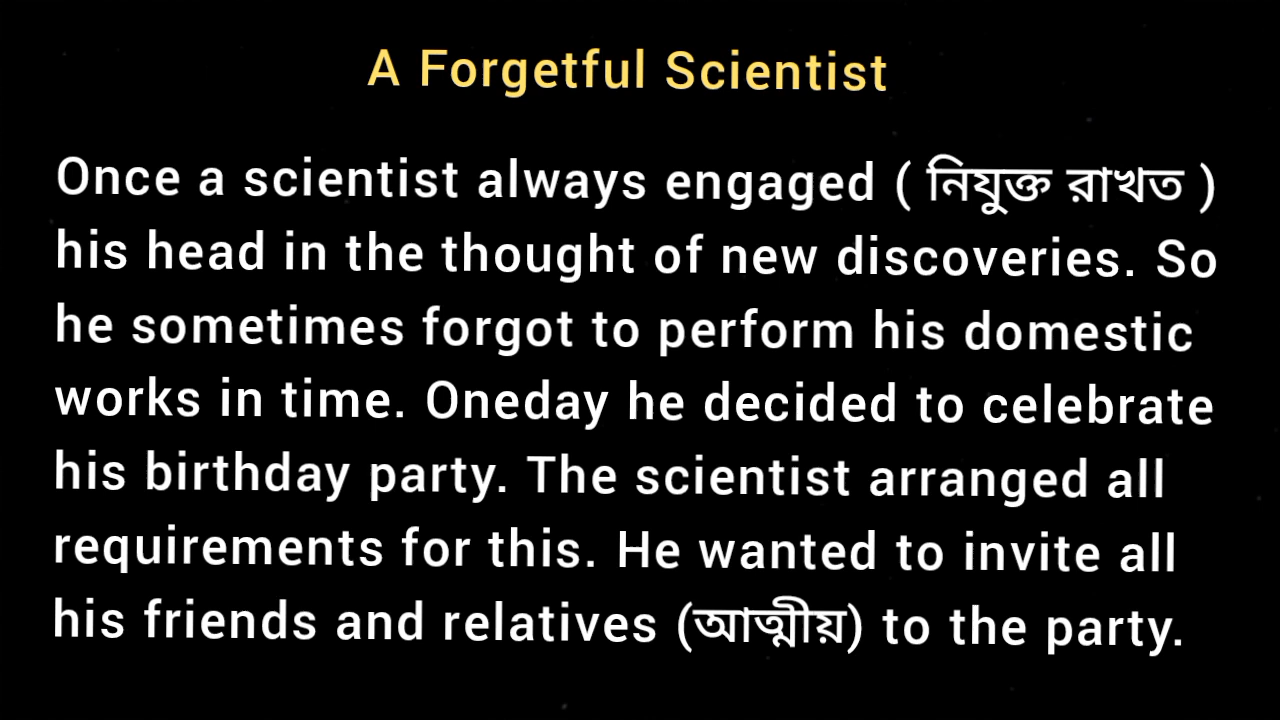 A Forgetful Scientist
Once a scientist always engaged ( নিযুক্ত রাখত )
his head in the thought of new discoveries. So
he sometimes forgot to perform his domestic
works in time. Oneday he decided to celebrate
his birthday party. The scientist arranged all
requirements for this. He wanted to invite all
his friends and relatives (আত্মীয়) to the party.